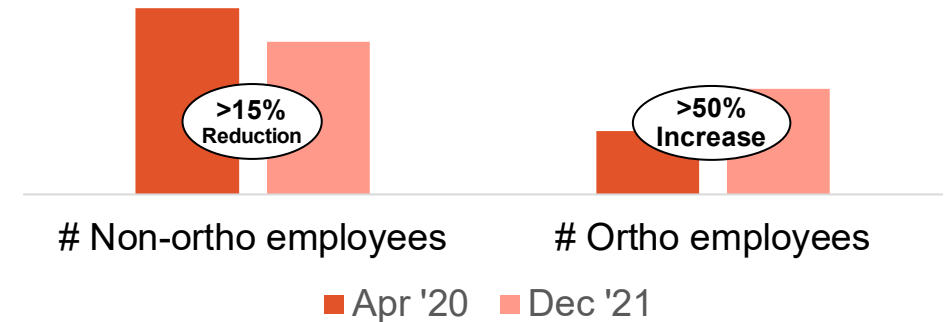 >15%
Reduction
>50%
Increase
# Non-ortho employees
# Ortho employees
Apr '20
Dec '21